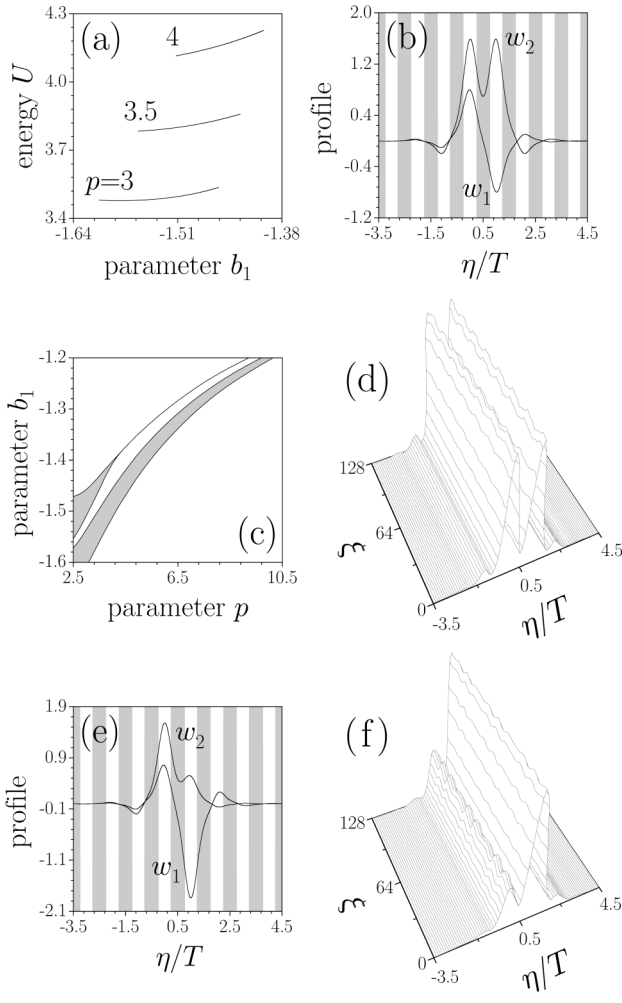 4.3
4.0
3.7
3.4
energy U
(a)
4
3.5
p=3
-1.64
-1.51
-1.38
parameter b₁
2.0
1.2
0.4
-0.4
-1.2
profile
(b)
w₂
w₁
-3.5
-1.5
0.5
2.5
4.5
η/T
-1.2
-1.3
-1.4
-1.5
-1.6
parameter b₁
(c)
2.5
6.5
10.5
parameter p
(d)
128
64
0
ξ
-3.5
0.5
4.5
η/T
1.9
0.9
-0.1
-1.1
-2.1
profile
(e)
w₂
w₁
-3.5
-1.5
0.5
2.5
4.5
η/T
(f)
128
64
0
ξ
-3.5
0.5
4.5
η/T